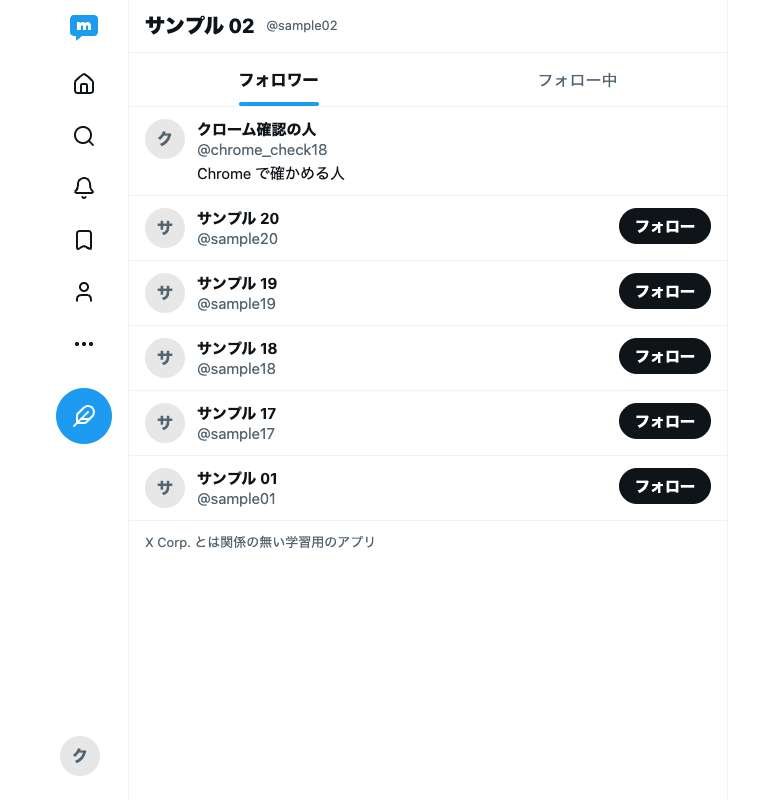 m
サンプル 02 @sample02
フォロワー フォロー中
ク
クローム確認の人
@chrome_check18
Chrome で確かめる人
サ
サンプル 20
@sample20
フォロー
サ
サンプル 19
@sample19
フォロー
サ
サンプル 18
@sample18
フォロー
サ
サンプル 17
@sample17
フォロー
サ
サンプル 01
@sample01
フォロー
X Corp. とは関係の無い学習用のアプリ
ク